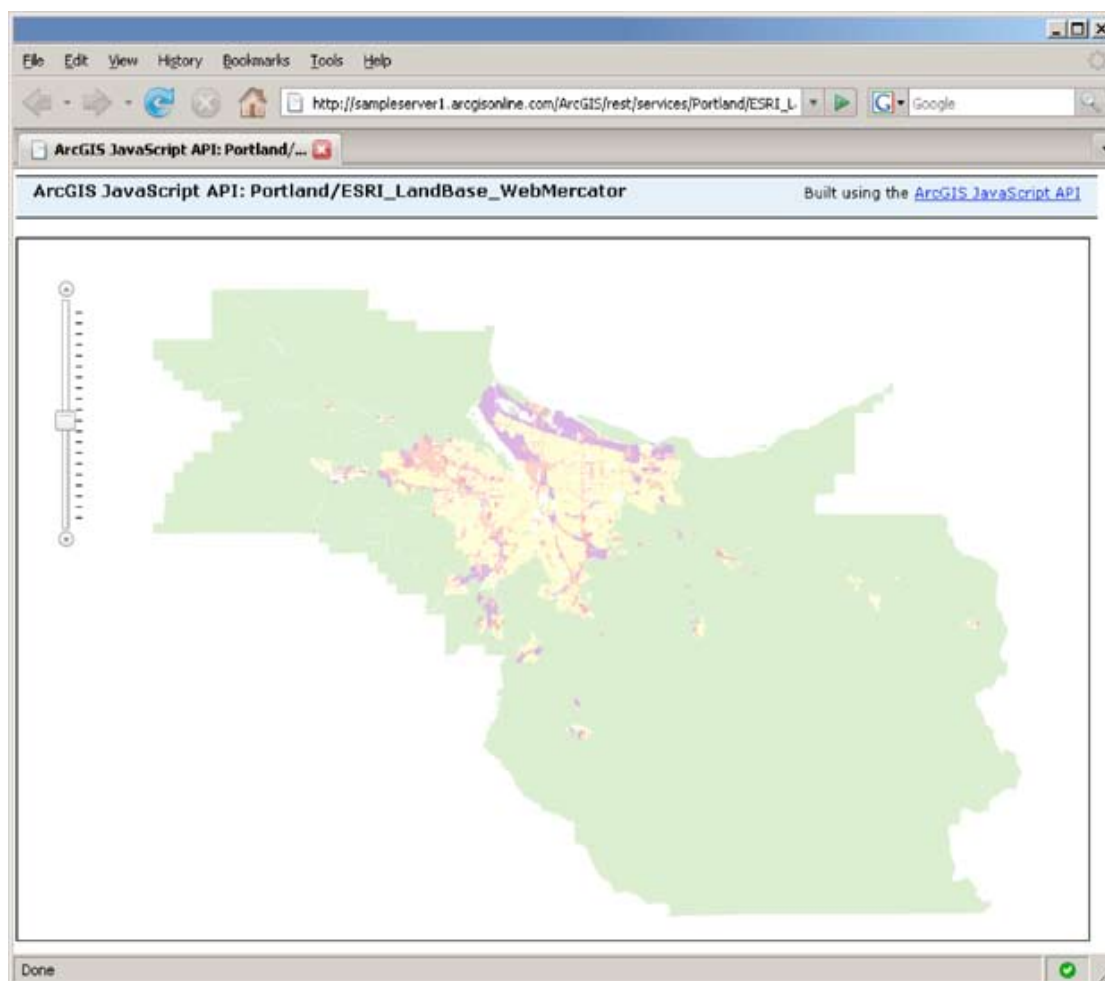 File Edit View History Bookmarks Tools Help
http://sampleserver1.arcgisonline.com/ArcGIS/rest/services/Portland/ESRI_L
G Google
ArcGIS JavaScript API: Portland/...
ArcGIS JavaScript API: Portland/ESRI_LandBase_WebMercator
Built using the ArcGIS JavaScript API
Done